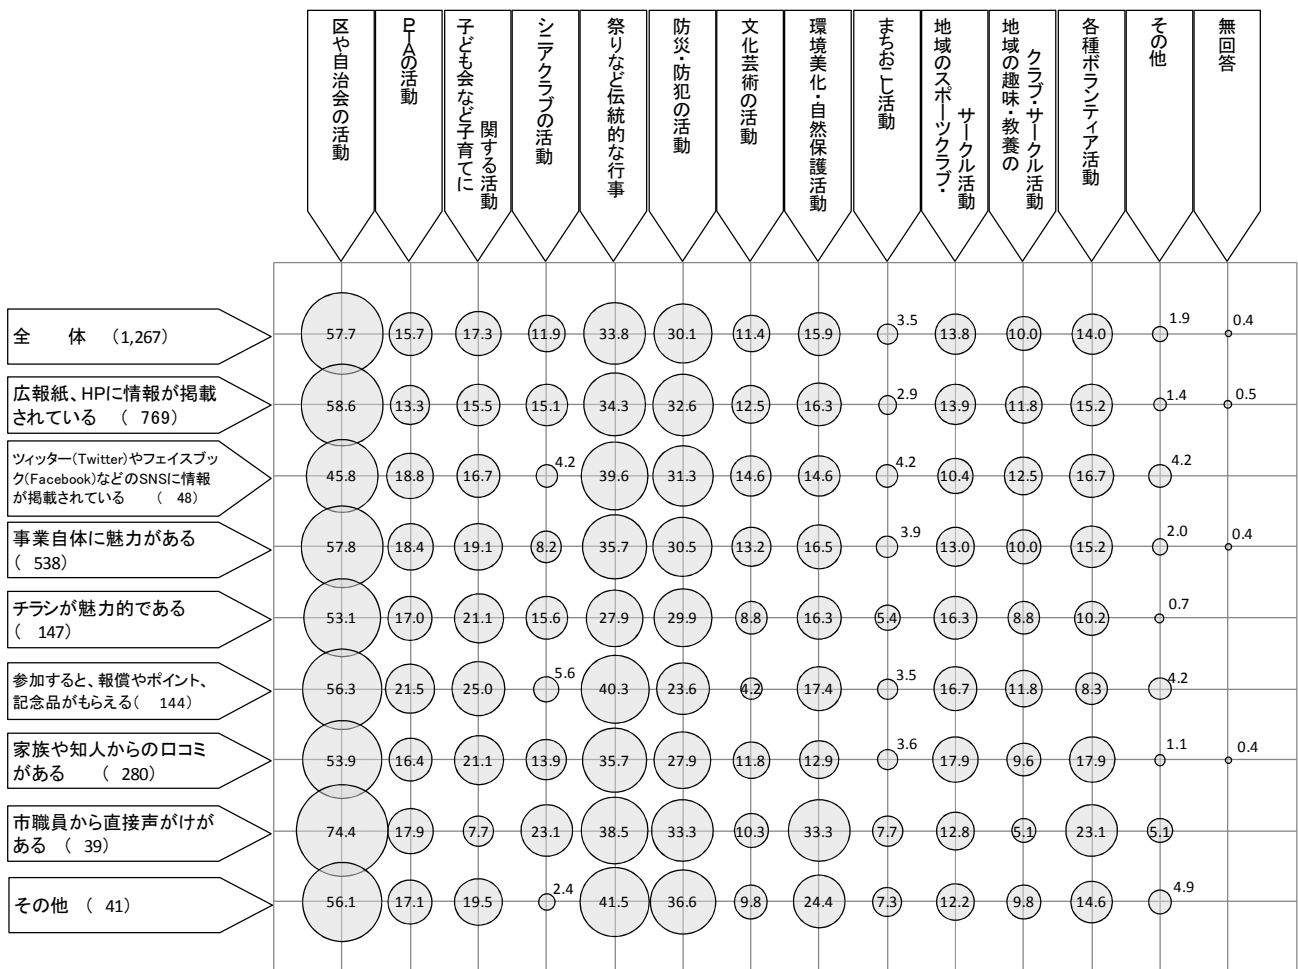 区や自治会の活動
PTAの活動
子ども会など子育てに
関する活動
シニアクラブの活動
祭りなど伝統的な行事
防災・防犯の活動
文化芸術の活動
環境美化・自然保護活動
まちおこし活動
地域のスポーツクラブ・
サークル活動
地域の趣味・教養の
クラブ・サークル活動
各種ボランティア活動
その他
無回答
全 体 (1,267)
57.7 15.7 17.3 11.9 33.8 30.1 11.4 15.9 3.5 13.8 10.0 14.0 1.9 0.4
広報紙、HPに情報が掲載
されている ( 769)
58.6 13.3 15.5 15.1 34.3 32.6 12.5 16.3 2.9 13.9 11.8 15.2 1.4 0.5
ツィッター(Twitter)やフェイスブッ
ク(Facebook)などのSNSに情報
が掲載されている ( 48)
45.8 18.8 16.7 4.2 39.6 31.3 14.6 14.6 4.2 10.4 12.5 16.7 4.2
事業自体に魅力がある
( 538)
57.8 18.4 19.1 8.2 35.7 30.5 13.2 16.5 3.9 13.0 10.0 15.2 2.0 0.4
チラシが魅力的である
( 147)
53.1 17.0 21.1 15.6 27.9 29.9 8.8 16.3 5.4 16.3 8.8 10.2 0.7
参加すると、報償やポイント、
記念品がもらえる( 144)
56.3 21.5 25.0 5.6 40.3 23.6 4.2 17.4 3.5 16.7 11.8 8.3 4.2
家族や知人からの口コミ
がある ( 280)
53.9 16.4 21.1 13.9 35.7 27.9 11.8 12.9 3.6 17.9 9.6 17.9 1.1 0.4
市職員から直接声がけが
ある ( 39)
74.4 17.9 7.7 23.1 38.5 33.3 10.3 33.3 7.7 12.8 5.1 23.1 5.1
その他 ( 41)
56.1 17.1 19.5 2.4 41.5 36.6 9.8 24.4 7.3 12.2 9.8 14.6 4.9